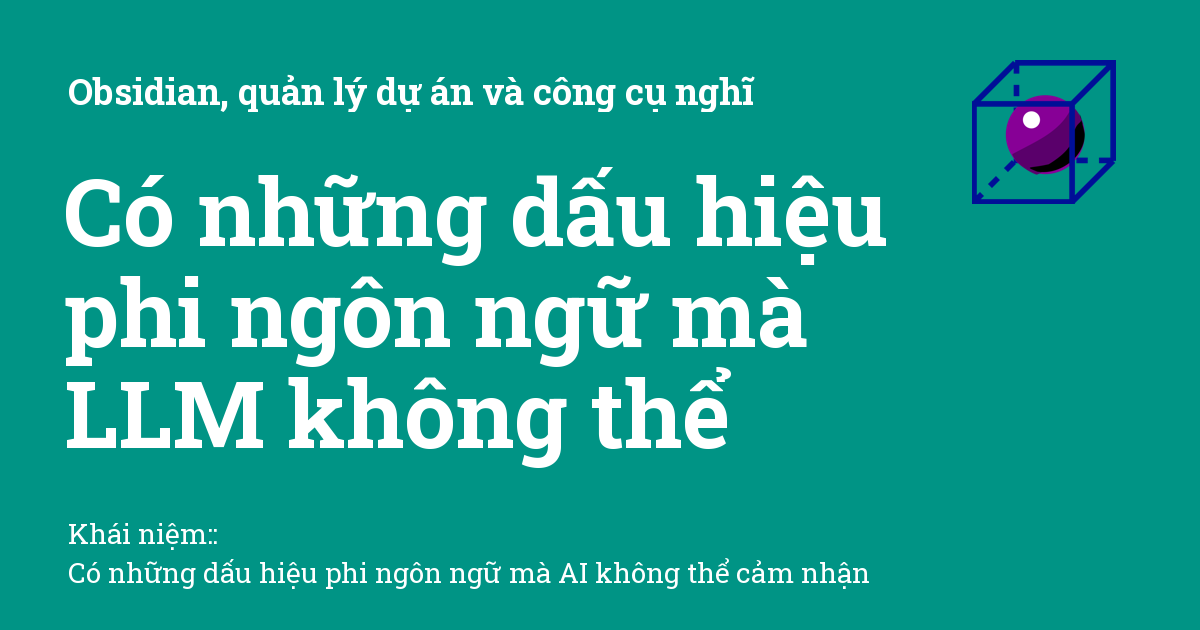 Obsidian, quản lý dự án và công cụ nghĩ
Có những dấu hiệu
phi ngôn ngữ mà
LLM không thể
Khái niệm::
Có những dấu hiệu phi ngôn ngữ mà AI không thể cảm nhận